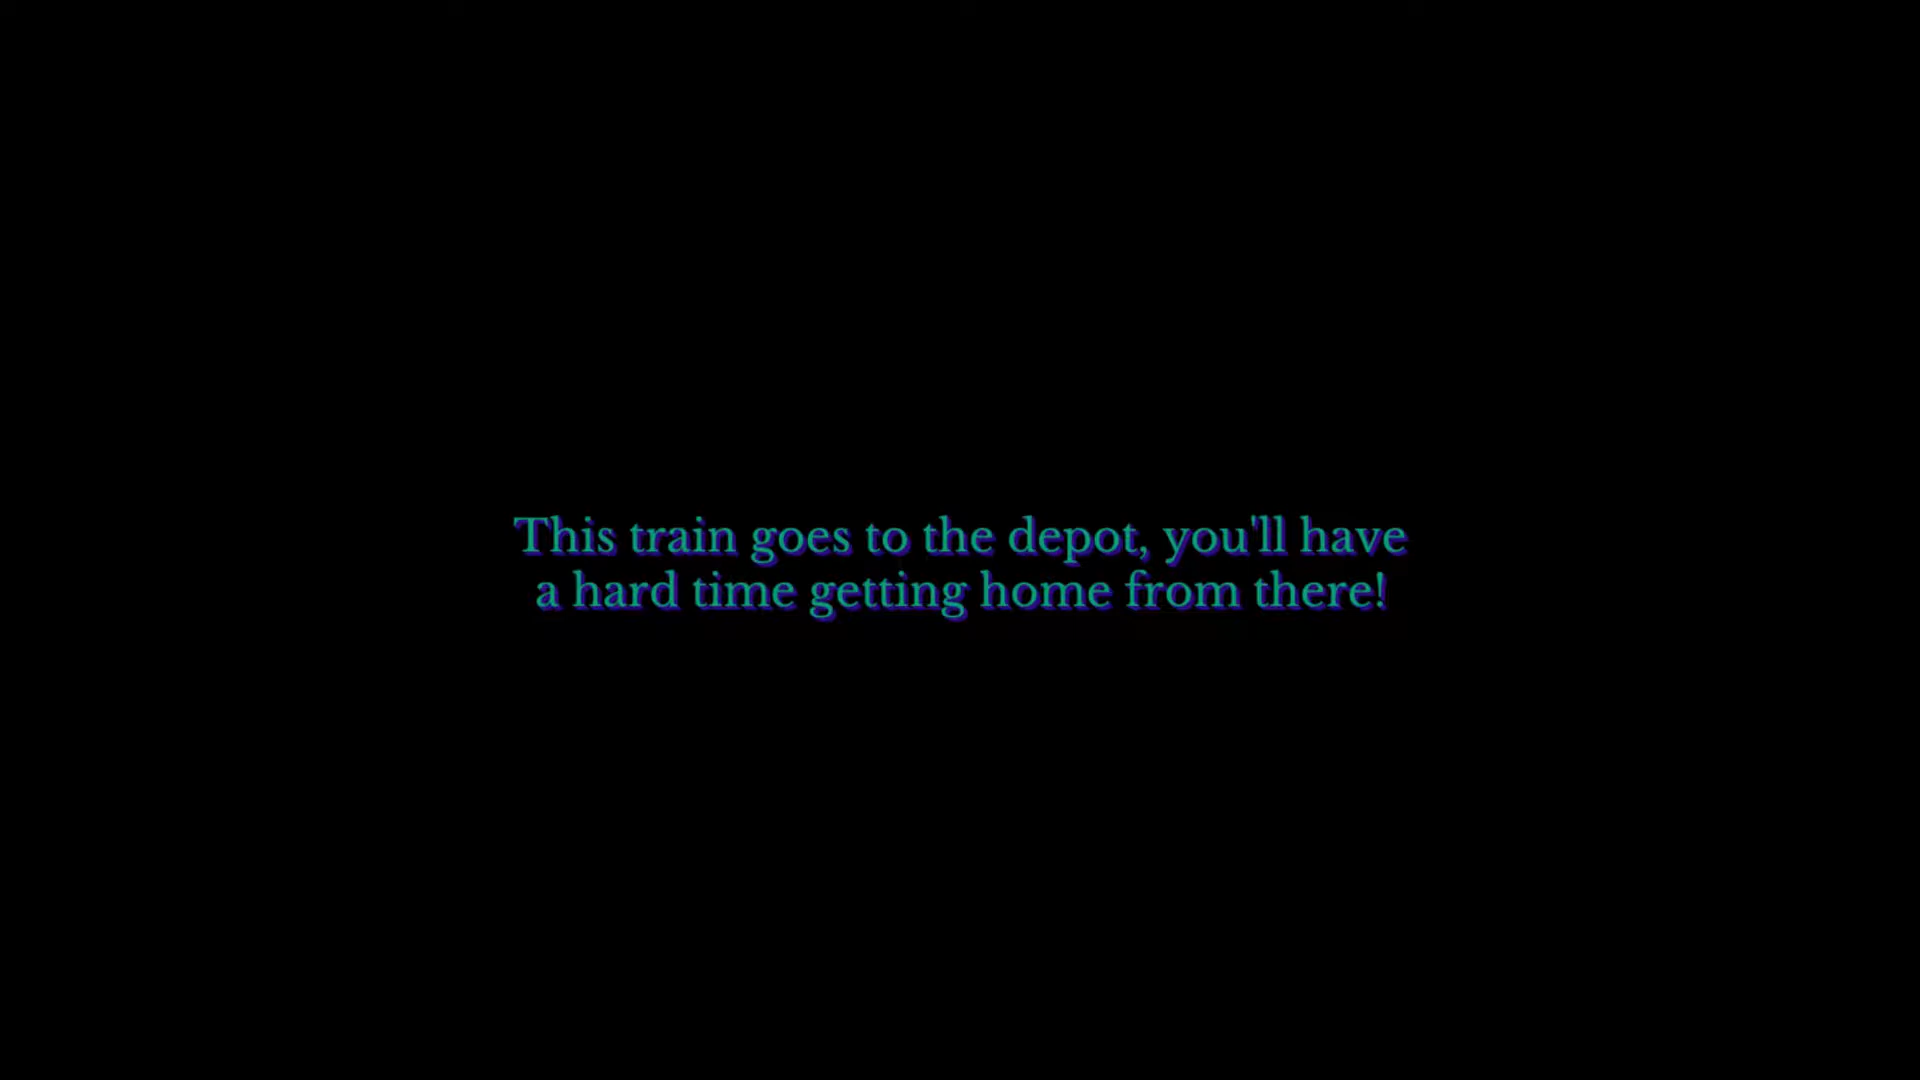 This train goes to the depot, you'll have
a hard time getting home from there!